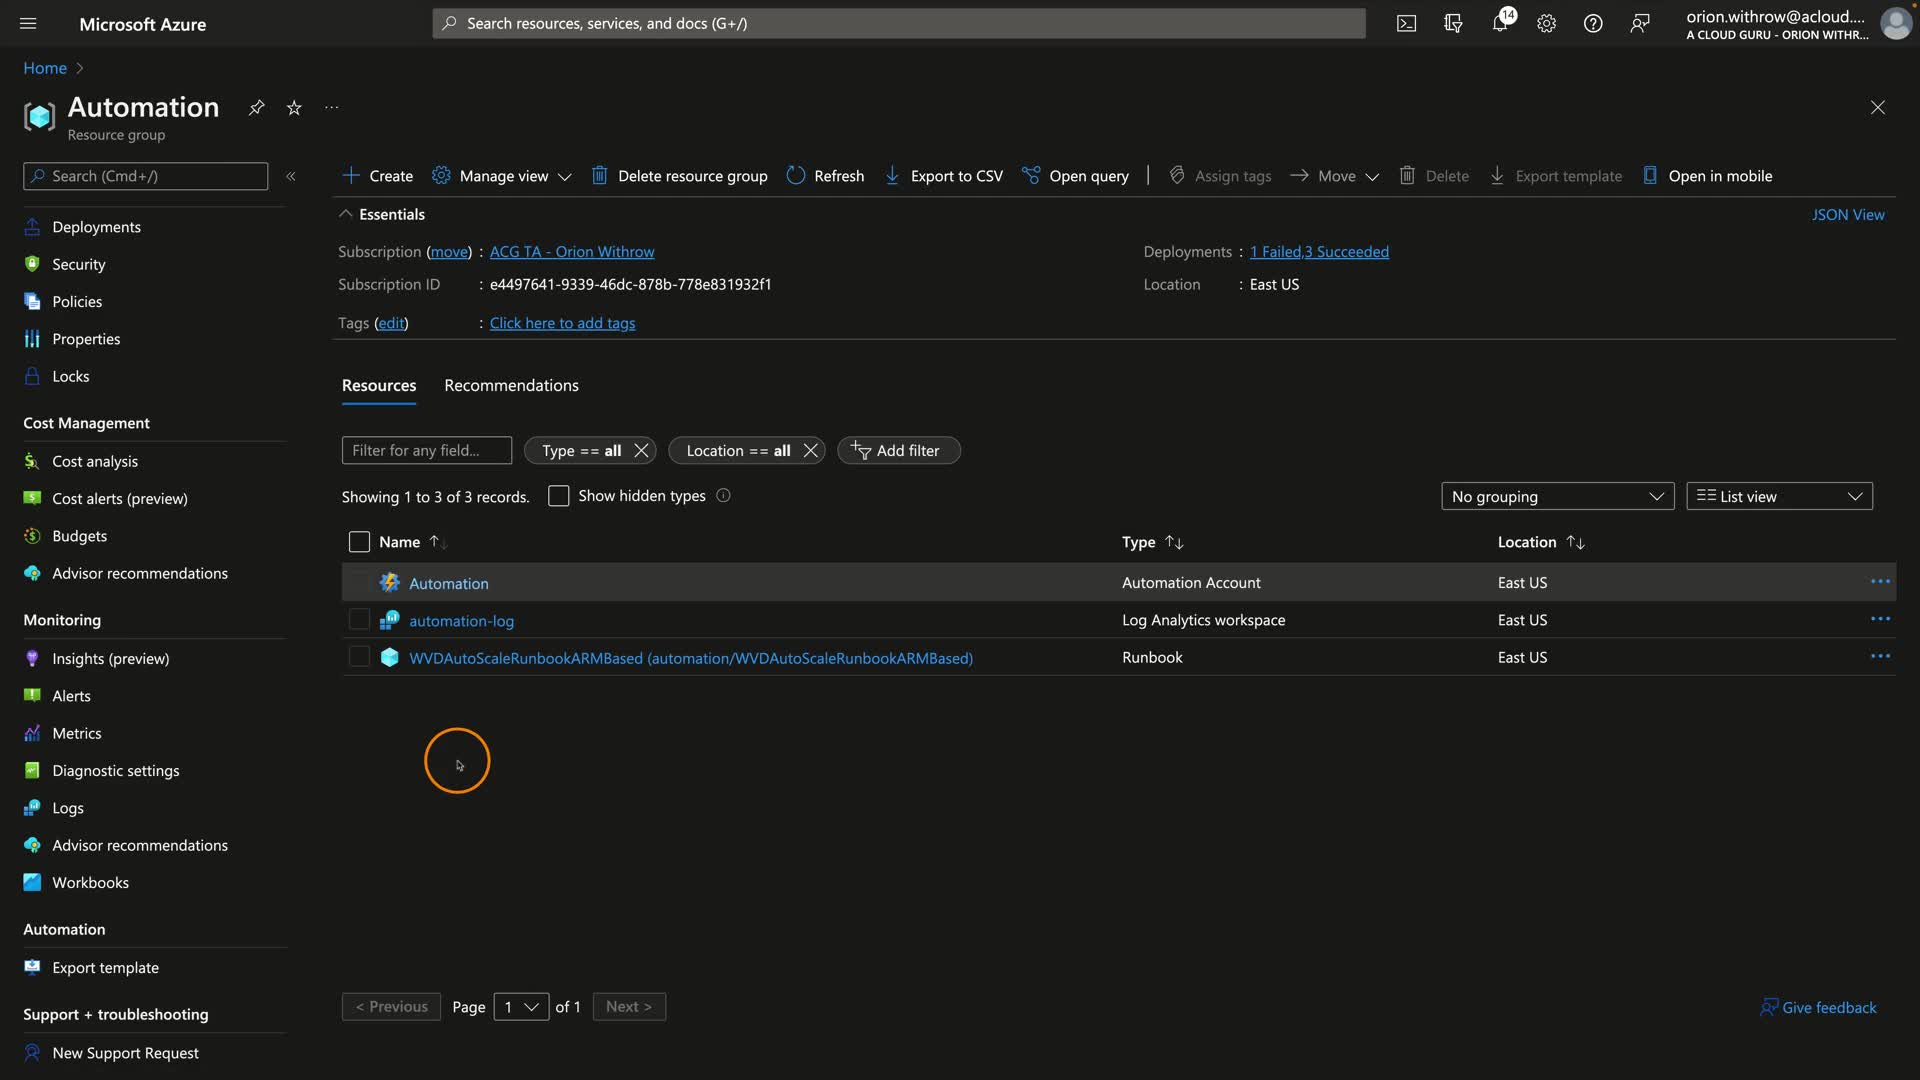 Microsoft Azure
Search resources, services, and docs (G+/)
14
orion.withrow@acloud....
A CLOUD GURU - ORION WITHR...
Home
Automation
Resource group
Search (Cmd+/)
Create
Manage view
Delete resource group
Refresh
Export to CSV
Open query
Assign tags
Move
Delete
Export template
Open in mobile
Essentials
JSON View
Subscription (move) : ACG TA - Orion Withrow
Deployments : 1 Failed,3 Succeeded
Subscription ID : e4497641-9339-46dc-878b-778e831932f1
Location : East US
Tags (edit) : Click here to add tags
Deployments
Security
Policies
Properties
Locks
Cost Management
Cost analysis
Cost alerts (preview)
Budgets
Advisor recommendations
Monitoring
Insights (preview)
Alerts
Metrics
Diagnostic settings
Logs
Advisor recommendations
Workbooks
Automation
Export template
Support + troubleshooting
New Support Request
Resources
Recommendations
Filter for any field...
Type == all
Location == all
Add filter
Showing 1 to 3 of 3 records.
Show hidden types
No grouping
List view
Name
Type
Location
Automation
Automation Account
East US
automation-log
Log Analytics workspace
East US
WVDAutoScaleRunbookARMBased (automation/WVDAutoScaleRunbookARMBased)
Runbook
East US
< Previous
Page
1
of 1
Next >
Give feedback